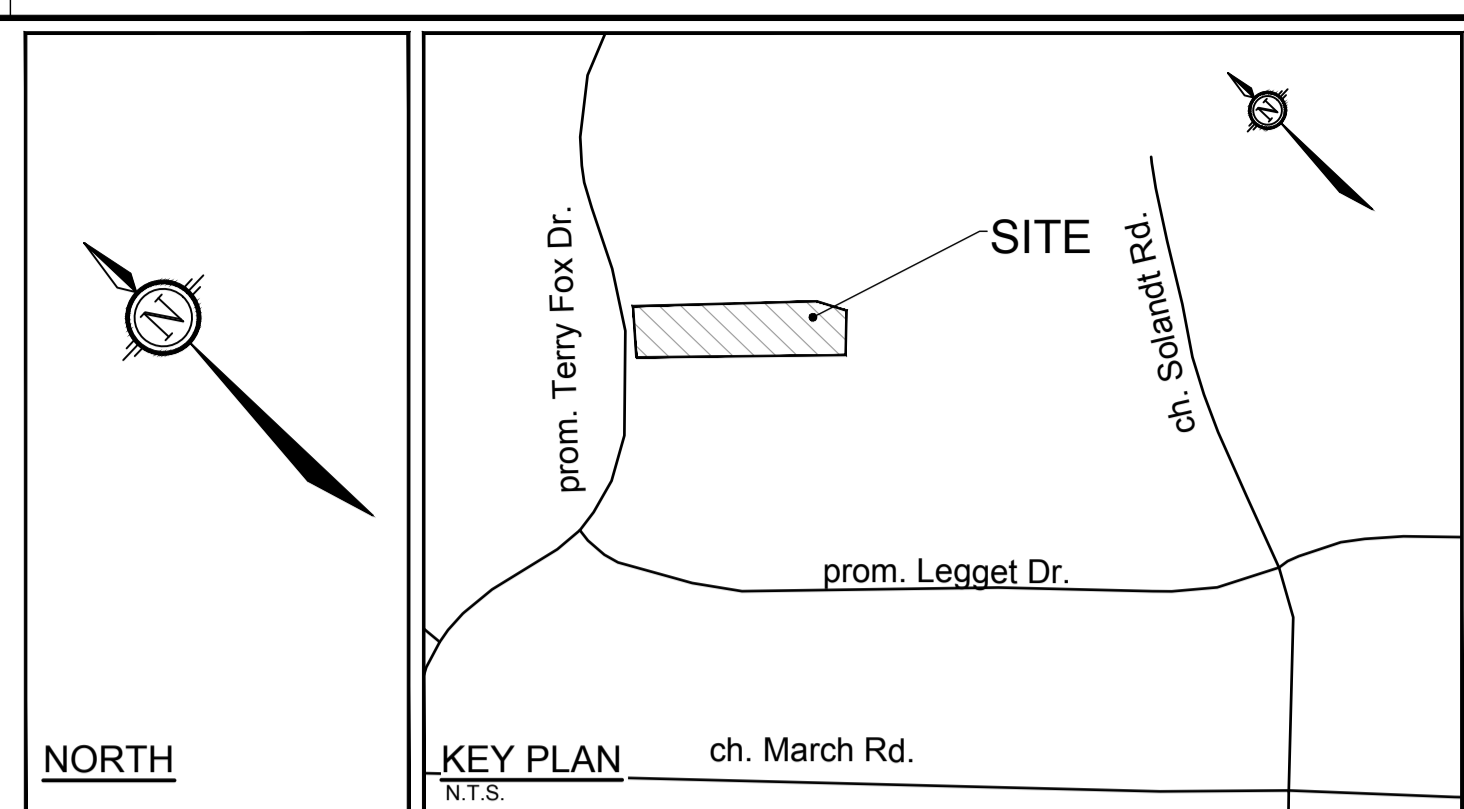 N
NORTH
N
SITE
prom. Terry Fox Dr.
ch. Solandt Rd.
prom. Legget Dr.
ch. March Rd.
KEY PLAN
N.T.S.